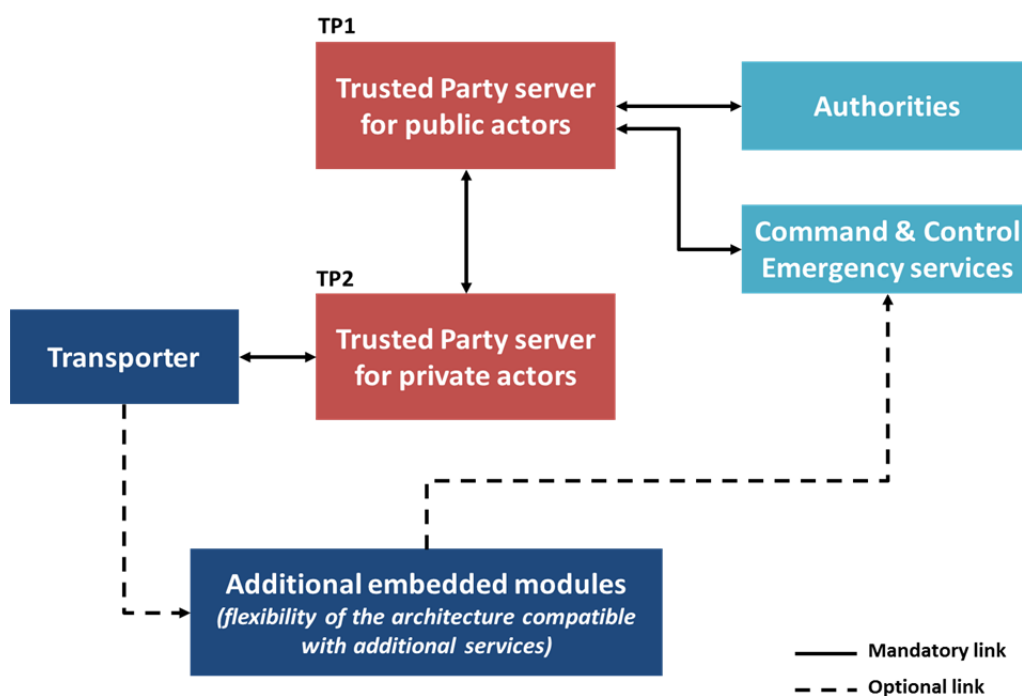 TP1
Trusted Party server
for public actors
Authorities
Command & Control
Emergency services
TP2
Trusted Party server
for private actors
Transporter
Additional embedded modules
(flexibility of the architecture compatible
with additional services)
Mandatory link
Optional link